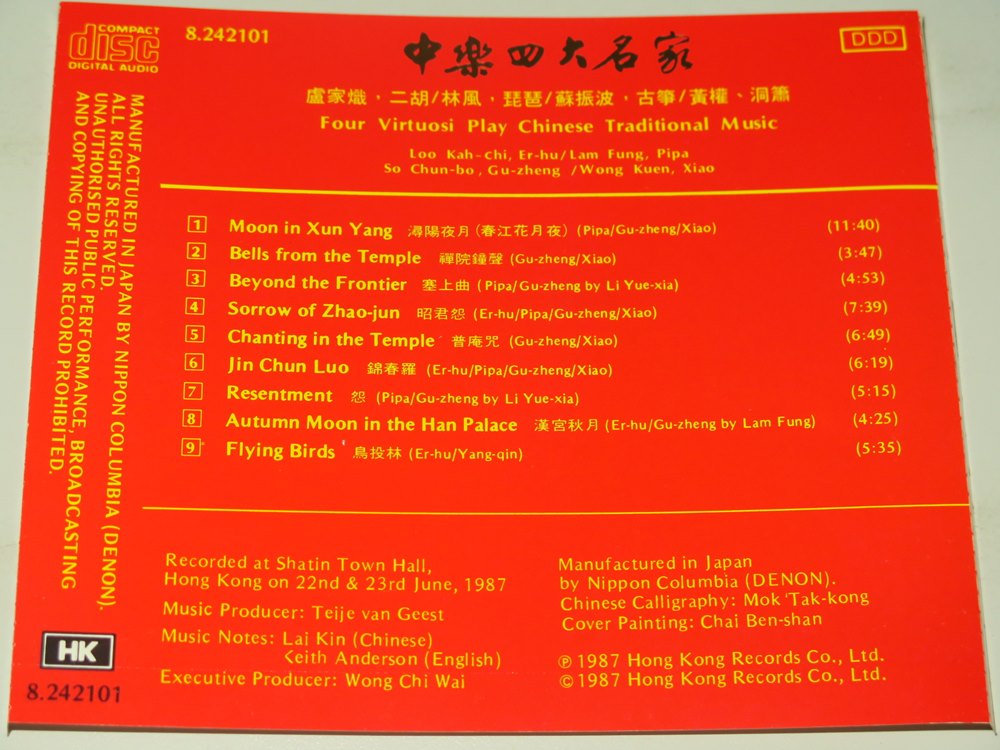 COMPACT
disc
DIGITAL AUDIO
8.242101
DDD
中樂四大名家
盧家熾，二胡/林風，琵琶/蘇振波，古箏/黃權、洞簫
Four Virtuosi Play Chinese Traditional Music
Loo Kah-chi, Er-hu/Lam Fung, Pipa
So Chun-bo, Gu-zheng /Wong Kuen, Xiao
1 Moon in Xun Yang 潯陽夜月(春江花月夜) (Pipa/Gu-zheng/Xiao) (11:40)
2 Bells from the Temple 禪院鐘聲 (Gu-zheng/Xiao) (3:47)
3 Beyond the Frontier 塞上曲 (Pipa/Gu-zheng by Li Yue-xia) (4:53)
4 Sorrow of Zhao-jun 昭君怨 (Er-hu/Pipa/Gu-zheng/Xiao) (7:39)
5 Chanting in the Temple 普庵咒 (Gu-zheng/Xiao) (6:49)
6 Jin Chun Luo 錦春羅 (Er-hu/Pipa/Gu-zheng/Xiao) (6:19)
7 Resentment 怨 (Pipa/Gu-zheng by Li Yue-xia) (5:15)
8 Autumn Moon in the Han Palace 漢宮秋月 (Er-hu/Gu-zheng by Lam Fung) (4:25)
9 Flying Birds 鳥投林 (Er-hu/Yang-qin) (5:35)
Recorded at Shatin Town Hall,
Hong Kong on 22nd & 23rd June, 1987
Music Producer: Teije van Geest
Music Notes: Lai Kin (Chinese)
Keith Anderson (English)
Executive Producer: Wong Chi Wai
Manufactured in Japan
by Nippon Columbia (DENON).
Chinese Calligraphy: Mok Tak-kong
Cover Painting: Chai Ben-shan
℗ 1987 Hong Kong Records Co., Ltd.
© 1987 Hong Kong Records Co., Ltd.
MANUFACTURED IN JAPAN BY NIPPON COLUMBIA (DENON).
ALL RIGHTS RESERVED.
UNAUTHORISED PUBLIC PERFORMANCE, BROADCASTING
AND COPYING OF THIS RECORD PROHIBITED.
HK
8.242101